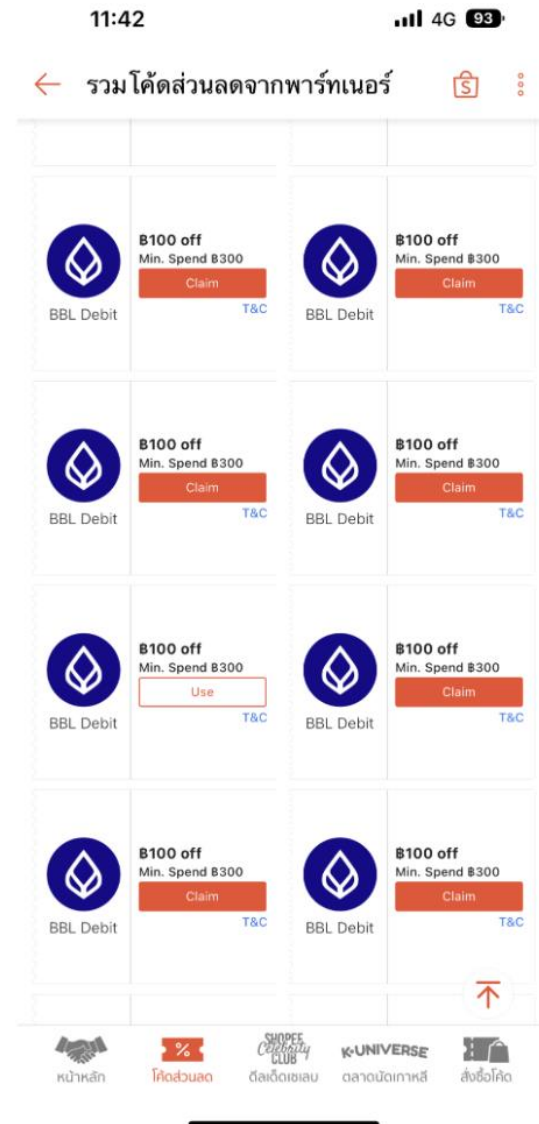 11:42
4G 93
รวมโค้ดส่วนลดจากพาร์ทเนอร์
฿100 off
Min. Spend ฿300
Claim
BBL Debit
T&C
฿100 off
Min. Spend ฿300
Claim
BBL Debit
T&C
฿100 off
Min. Spend ฿300
Claim
BBL Debit
T&C
฿100 off
Min. Spend ฿300
Claim
BBL Debit
T&C
฿100 off
Min. Spend ฿300
Use
BBL Debit
T&C
฿100 off
Min. Spend ฿300
Claim
BBL Debit
T&C
฿100 off
Min. Spend ฿300
Claim
BBL Debit
T&C
฿100 off
Min. Spend ฿300
Claim
BBL Debit
T&C
%
SHOPEE
Celebrity
CLUB
K-UNIVERSE
หน้าหลัก
โค้ดส่วนลด
ดีลเด็ดเซเลบ
ตลาดนัดเกาหลี
สั่งซื้อโค้ด